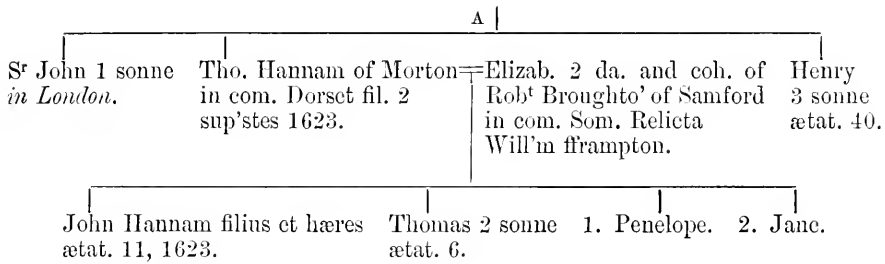 A
Sʳ John 1 sonne
in London.
Tho. Hannam of Morton
in com. Dorset fil. 2
sup'stes 1623.
Elizab. 2 da. and coh. of
Robᵗ Broughto' of Samford
in com. Som. Relicta
Will'm fframpton.
Henry
3 sonne
ætat. 40.
John Hannam filius et hæres
ætat. 11, 1623.
Thomas 2 sonne
ætat. 6.
1. Penelope.
2. Jane.